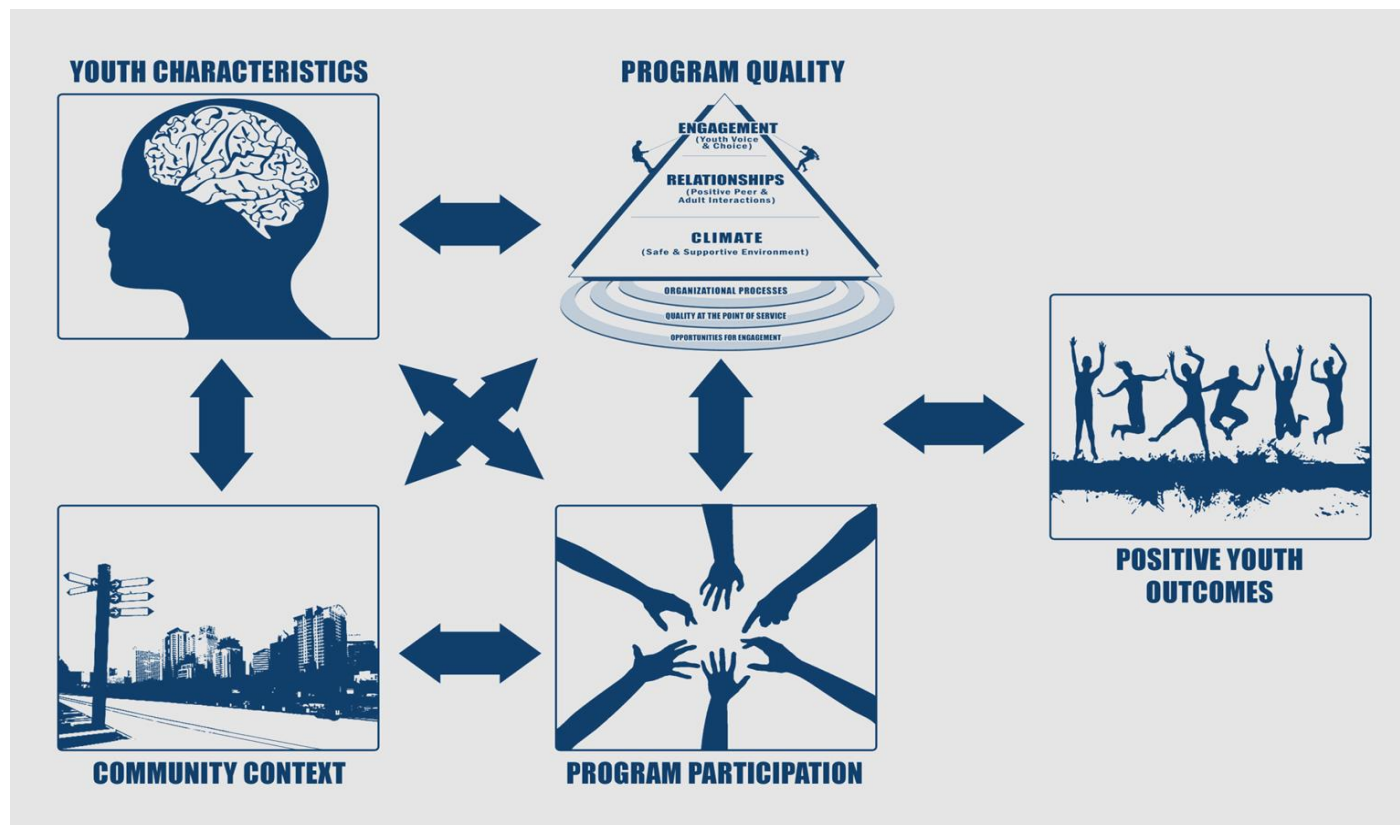 YOUTH CHARACTERISTICS
PROGRAM QUALITY
ENGAGEMENT
(Youth Voice
& Choice)
RELATIONSHIPS
(Positive Peer &
Adult Interactions)
CLIMATE
(Safe & Supportive Environment)
ORGANIZATIONAL PROCESSES
QUALITY AT THE POINT OF SERVICE
OPPORTUNITIES FOR ENGAGEMENT
POSITIVE YOUTH
OUTCOMES
COMMUNITY CONTEXT
PROGRAM PARTICIPATION